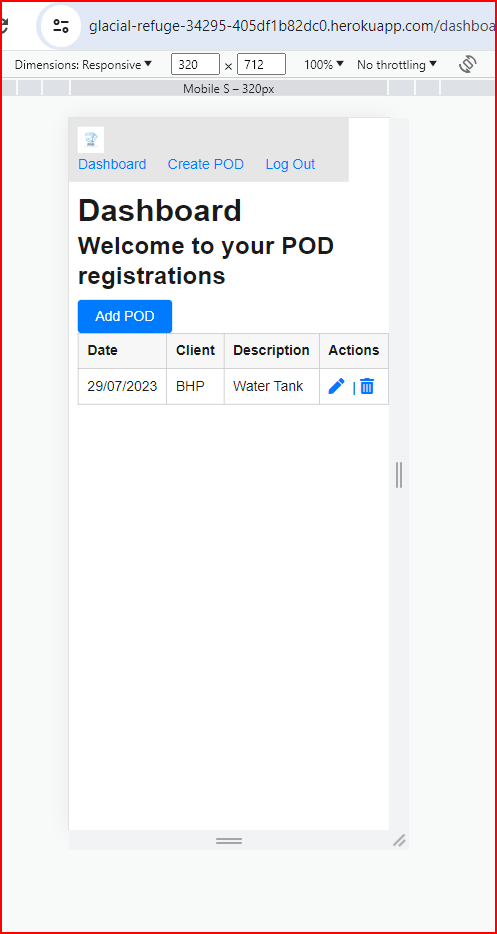 glacial-refuge-34295-405df1b82dc0.herokuapp.com/dashboa
Dimensions: Responsive 320 × 712 100% No throttling
Mobile S – 320px
Dashboard Create POD Log Out
Dashboard
Welcome to your POD
registrations
Add POD
Date Client Description Actions
29/07/2023 BHP Water Tank |